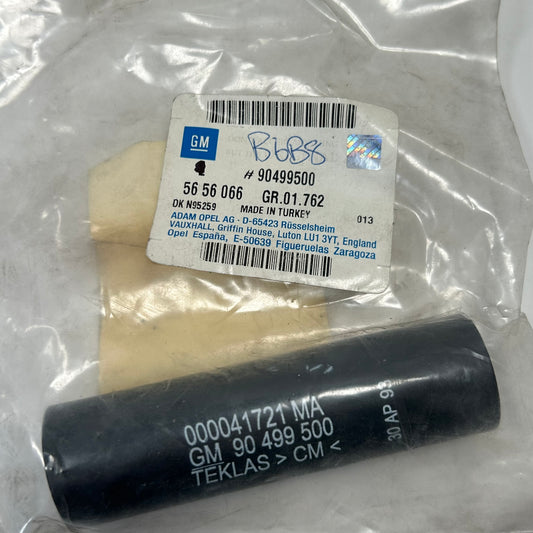 GM
B6B8
# 90499500
56 56 066 GR.01.762
DK N95259 MADE IN TURKEY 013
ADAM OPEL AG · D-65423 Rüsselsheim
VAUXHALL, Griffin House, Luton LU1 3YT, England
Opel España, E-50639 Figueruelas Zaragoza
000041721 MA
GM 90 499 500
TEKLAS > CM <
30 AP 98